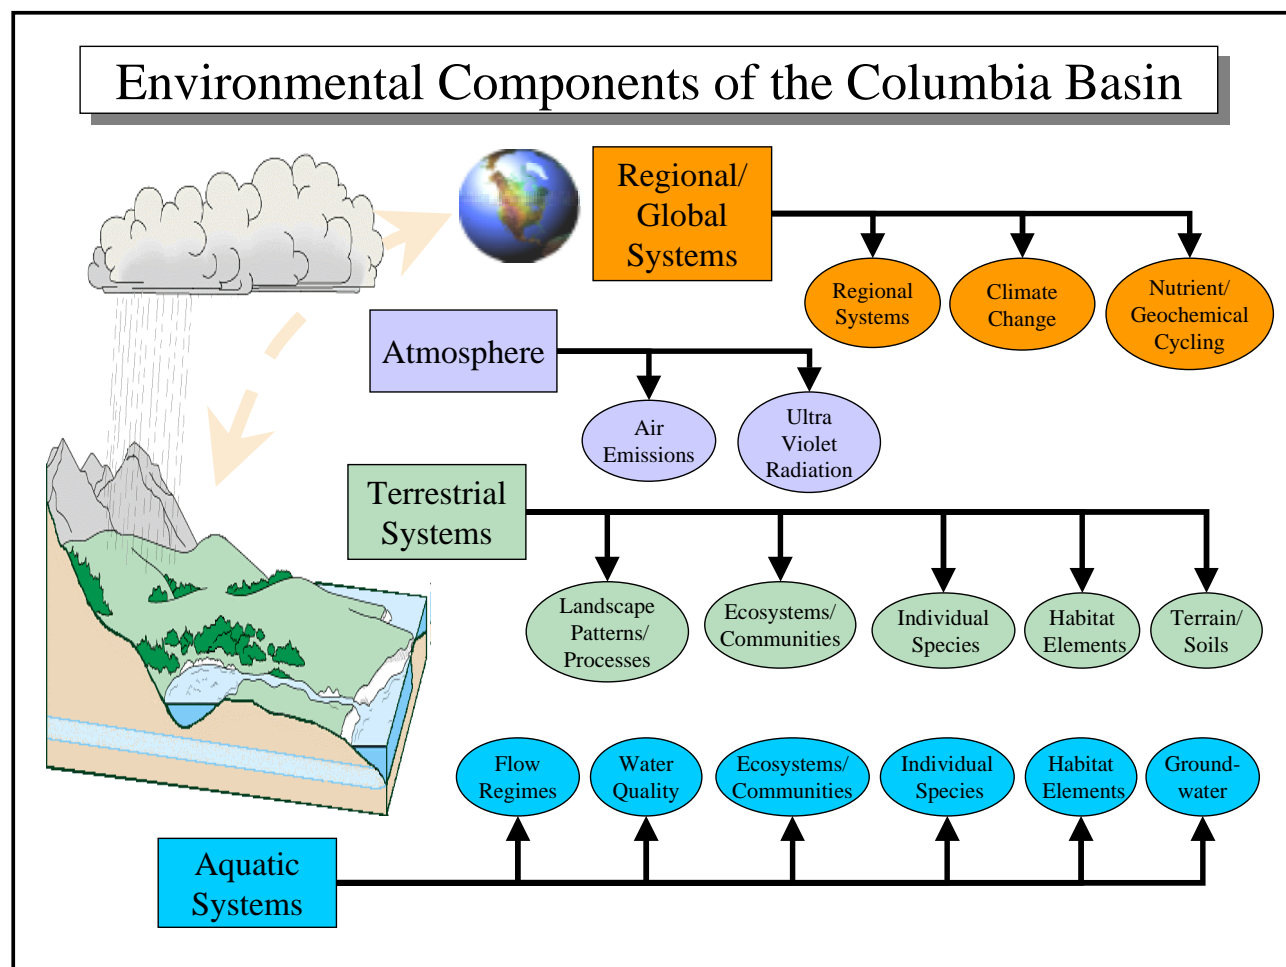 Environmental Components of the Columbia Basin
Regional/
Global
Systems
Regional
Systems
Climate
Change
Nutrient/
Geochemical
Cycling
Atmosphere
Air
Emissions
Ultra
Violet
Radiation
Terrestrial
Systems
Landscape
Patterns/
Processes
Ecosystems/
Communities
Individual
Species
Habitat
Elements
Terrain/
Soils
Flow
Regimes
Water
Quality
Ecosystems/
Communities
Individual
Species
Habitat
Elements
Ground-
water
Aquatic
Systems